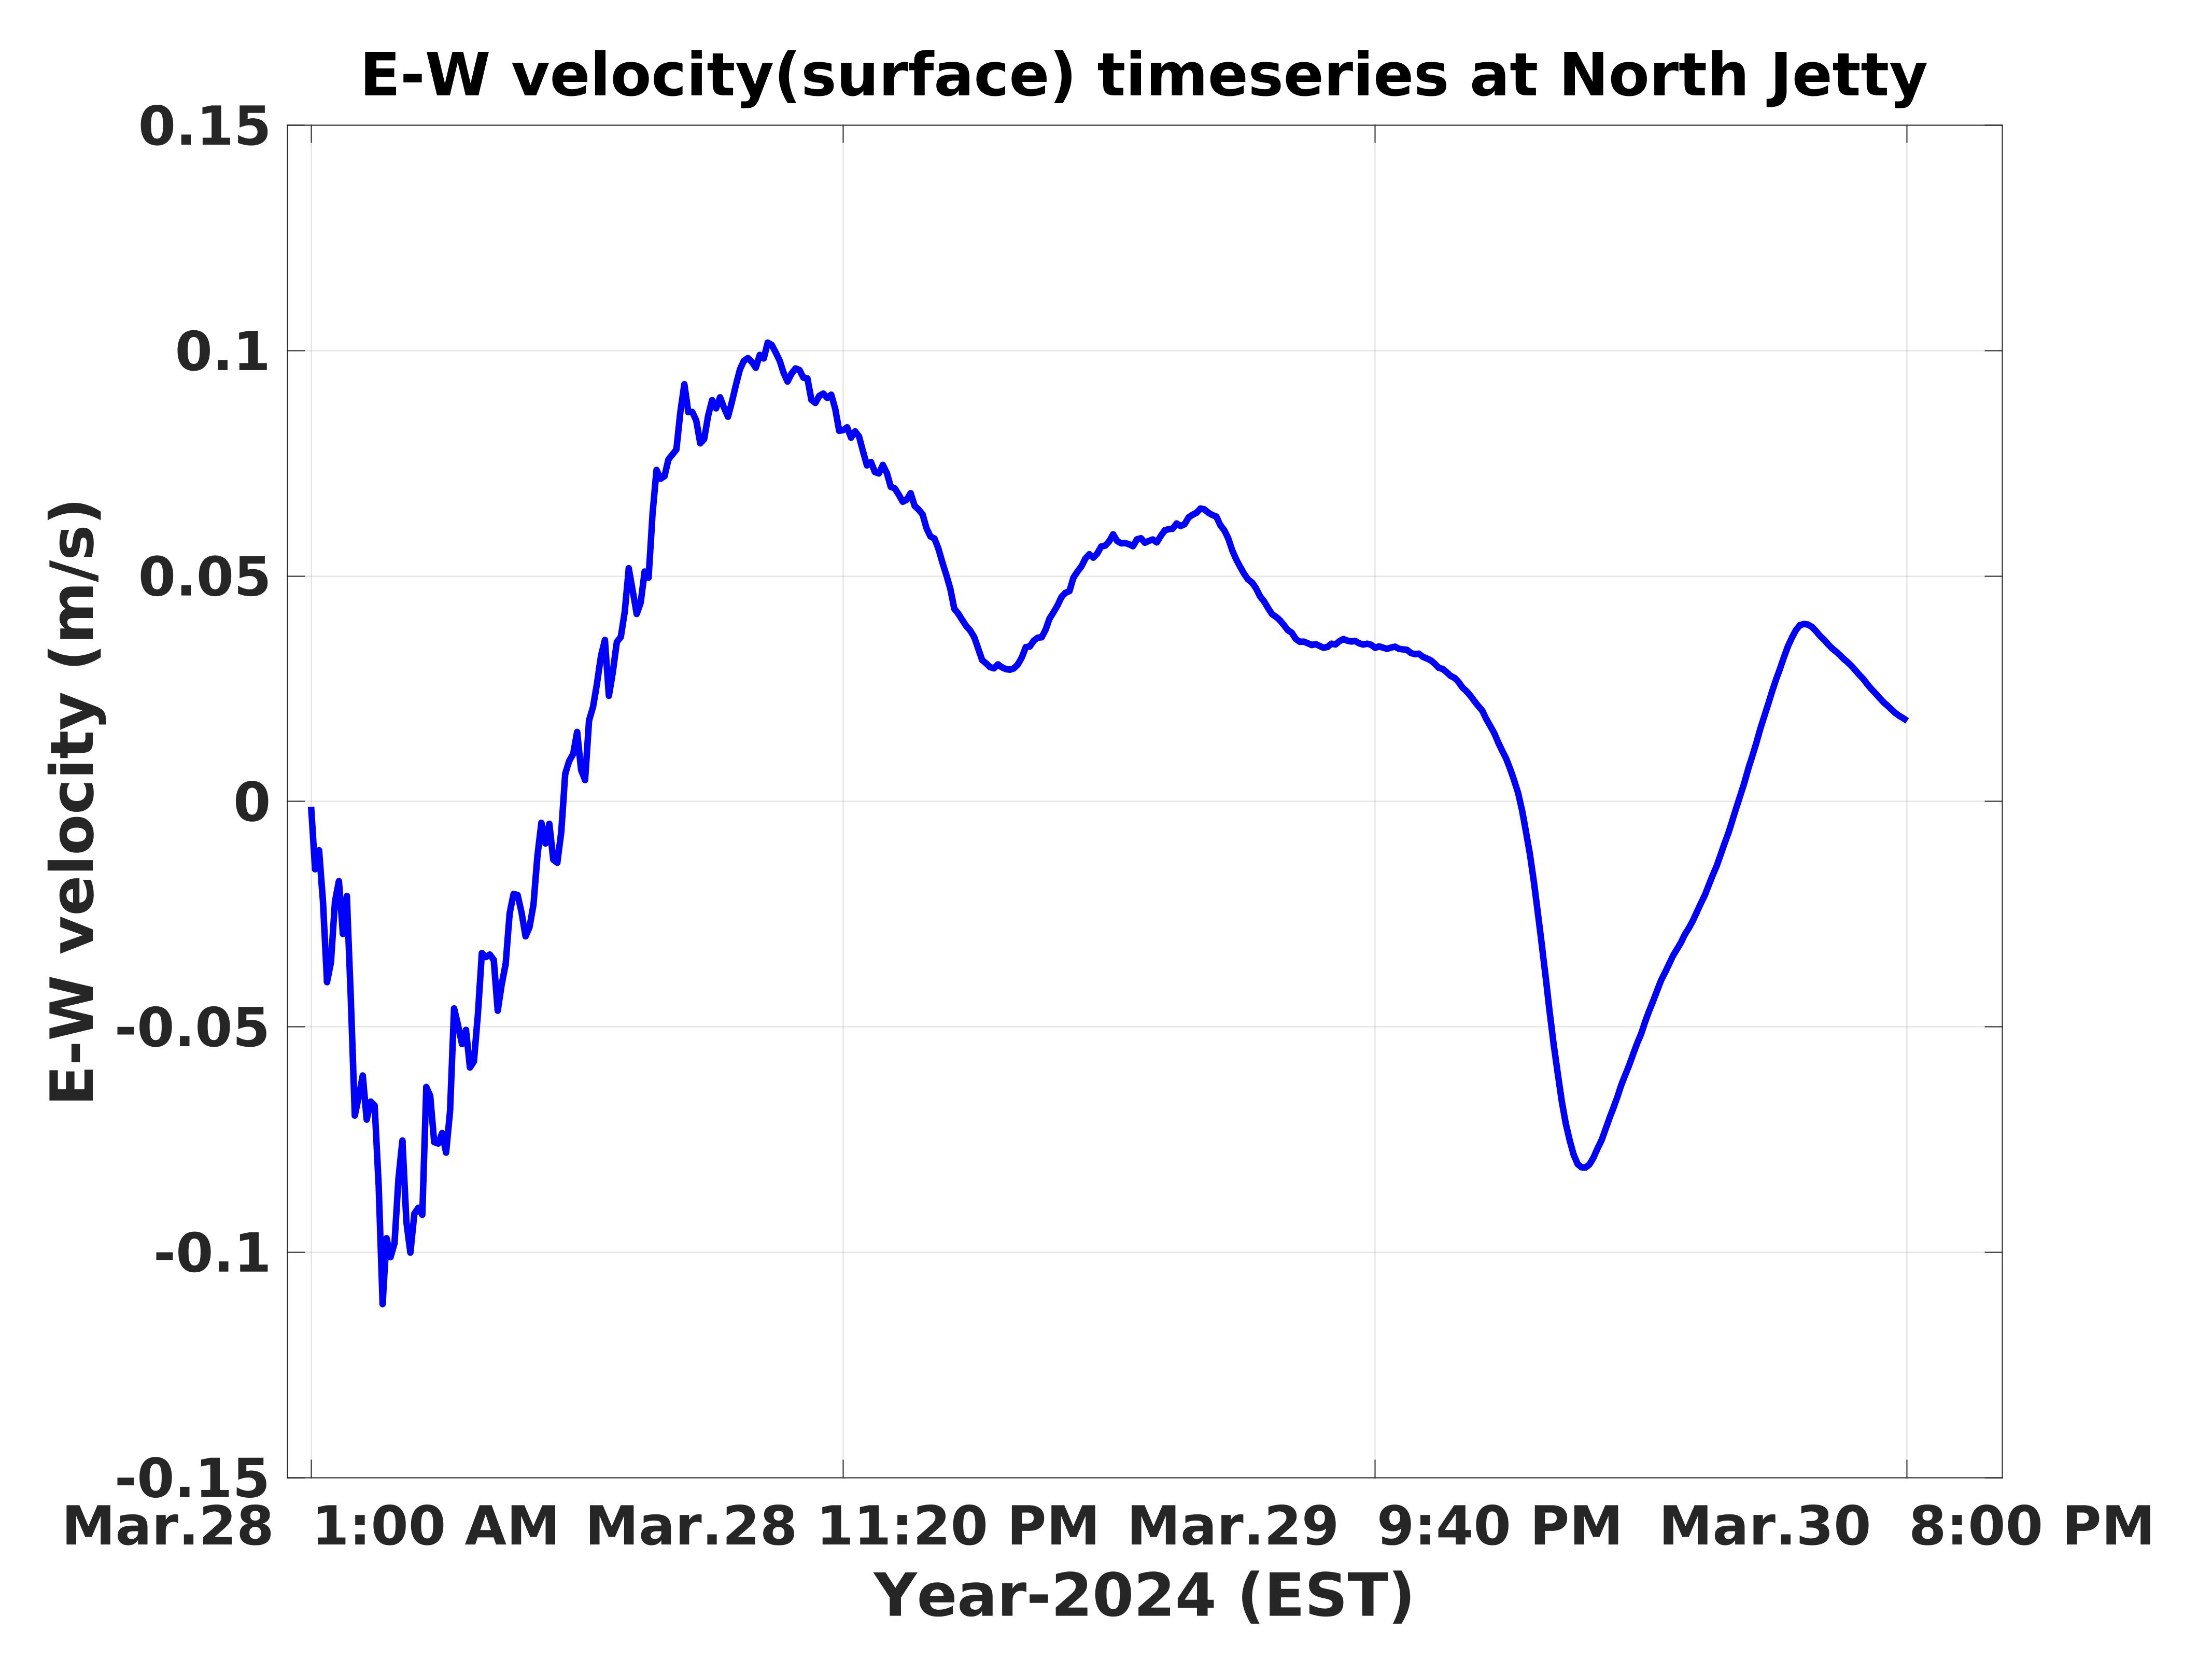 E-W velocity(surface) timeseries at North Jetty
0.15
0.1
0.05
0
-0.05
-0.1
-0.15
E-W velocity (m/s)
Mar.28 1:00 AM Mar.28 11:20 PM Mar.29 9:40 PM Mar.30 8:00 PM
Year-2024 (EST)